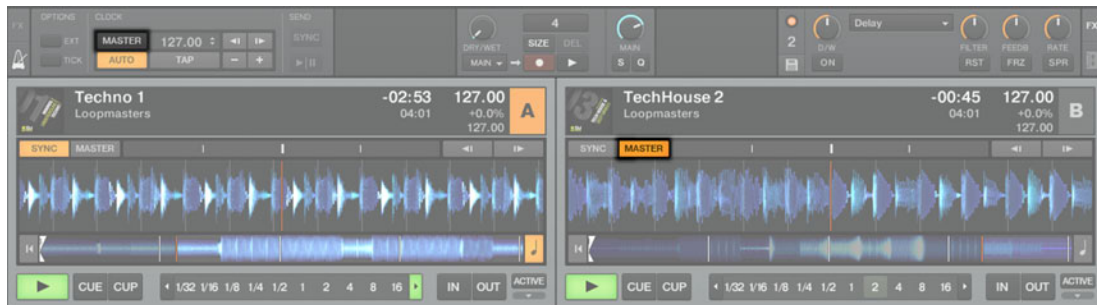 FX OPTIONS CLOCK SEND
EXT MASTER 127.00 SYNC
TICK AUTO TAP − +
DRY/WET 4 SIZE DEL MAIN
MAIN S Q
2 D/W Delay FILTER FEEDB RATE FX
ON RST FRZ SPR
Techno 1 -02:53 127.00 A
Loopmasters 04:01 +0.0%
127.00
SYNC MASTER
CUE CUP 1/32 1/16 1/8 1/4 1/2 1 2 4 8 16 IN OUT ACTIVE
TechHouse 2 -00:45 127.00 B
Loopmasters 04:01 +0.0%
127.00
SYNC MASTER
CUE CUP 1/32 1/16 1/8 1/4 1/2 1 2 4 8 16 IN OUT ACTIVE